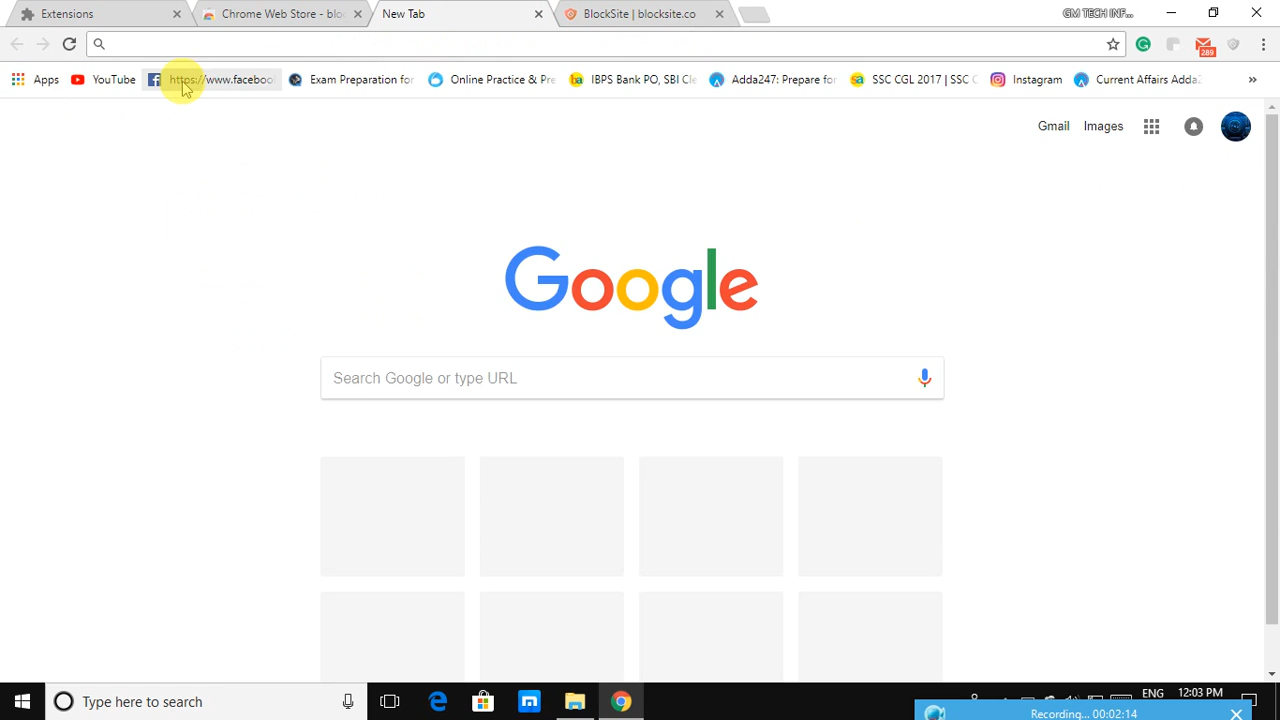 Extensions
Chrome Web Store - bloc
New Tab
BlockSite | blocksite.co
GM TECH INF...
289
Apps
YouTube
https://www.faceboo
Exam Preparation for
Online Practice & Pre
IBPS Bank PO, SBI Cle
Adda247: Prepare for
SSC CGL 2017 | SSC C
Instagram
Current Affairs Adda2
»
Gmail
Images
Google
Search Google or type URL
Type here to search
ENG
12:03 PM
Recording... 00:02:14